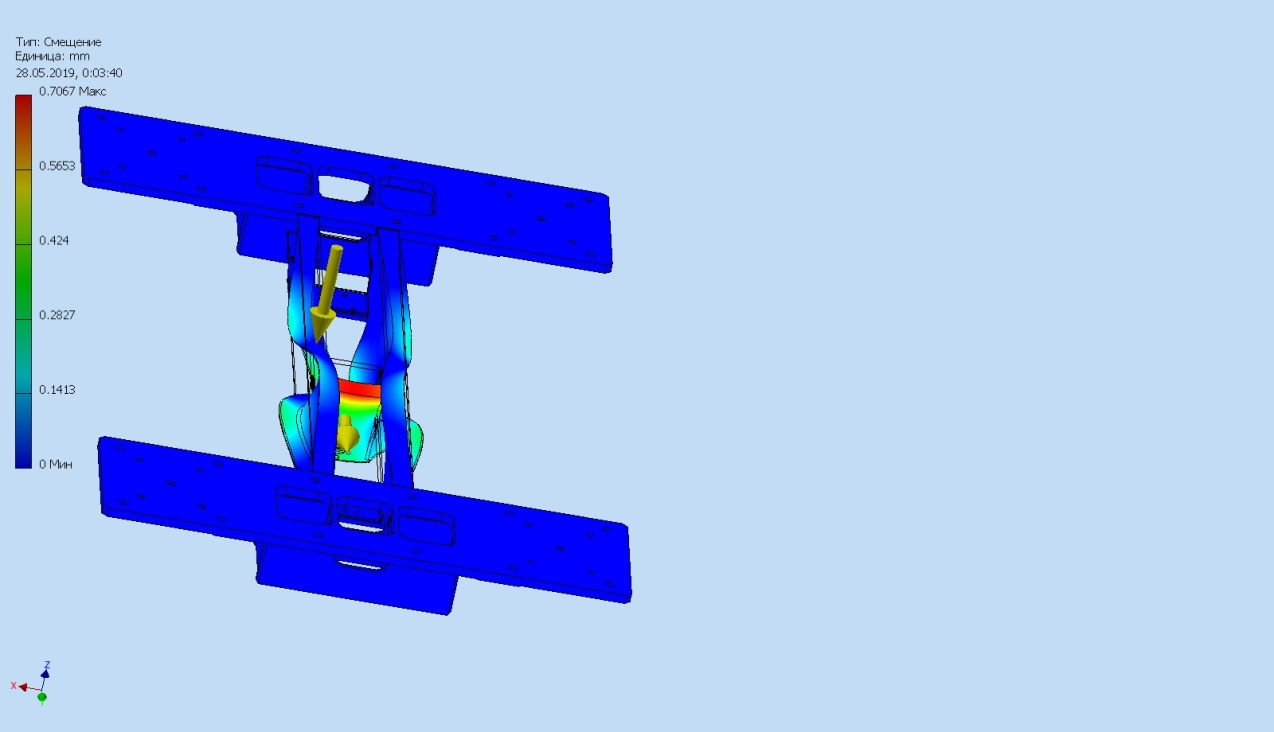 Тип: Смещение
Единица: mm
28.05.2019, 0:03:40
0.7067 Макс
0.5653
0.424
0.2827
0.1413
0 Мин
Z
X